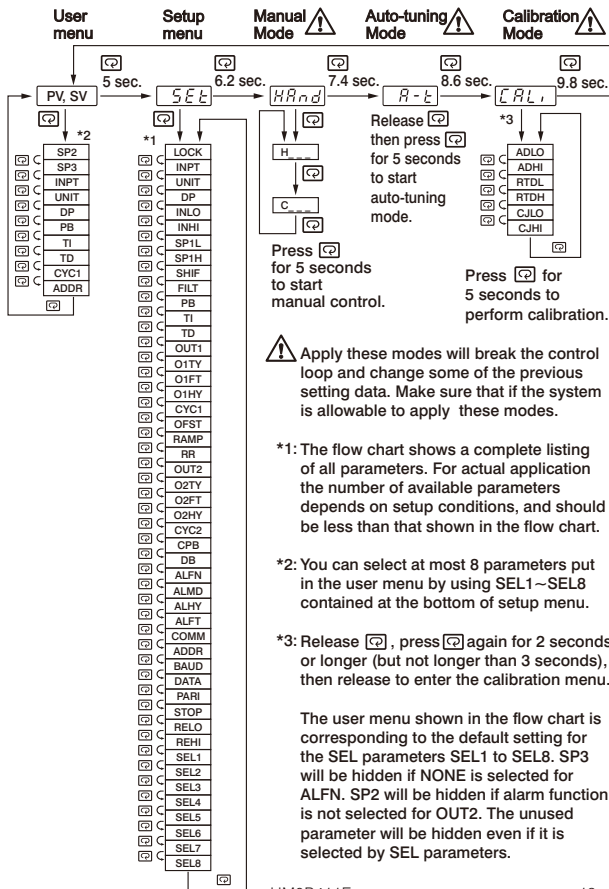 User menu
Setup menu
Manual Mode
Auto-tuning Mode
Calibration Mode
5 sec.
6.2 sec.
7.4 sec.
8.6 sec.
9.8 sec.
PV, SV
SEt
HAnd
A-t
CALi
*2
SP2
SP3
INPT
UNIT
DP
PB
TI
TD
CYC1
ADDR
*1
LOCK
INPT
UNIT
DP
INLO
INHI
SP1L
SP1H
SHIF
FILT
PB
TI
TD
OUT1
O1TY
O1FT
O1HY
CYC1
OFST
RAMP
RR
OUT2
O2TY
O2FT
O2HY
CYC2
CPB
DB
ALFN
ALMD
ALHY
ALFT
COMM
ADDR
BAUD
DATA
PARI
STOP
RELO
REHI
SEL1
SEL2
SEL3
SEL4
SEL5
SEL6
SEL7
SEL8
H_ _ _
C_ _ _
Press
for 5 seconds
to start
manual control.
Release
then press
for 5 seconds
to start
auto-tuning
mode.
*3
ADLO
ADHI
RTDL
RTDH
CJLO
CJHI
Press for
5 seconds to
perform calibration.
Apply these modes will break the control
loop and change some of the previous
setting data. Make sure that if the system
is allowable to apply these modes.
*1: The flow chart shows a complete listing
of all parameters. For actual application
the number of available parameters
depends on setup conditions, and should
be less than that shown in the flow chart.
*2: You can select at most 8 parameters put
in the user menu by using SEL1~SEL8
contained at the bottom of setup menu.
*3: Release , press again for 2 seconds
or longer (but not longer than 3 seconds),
then release to enter the calibration menu.
The user menu shown in the flow chart is
corresponding to the default setting for
the SEL parameters SEL1 to SEL8. SP3
will be hidden if NONE is selected for
ALFN. SP2 will be hidden if alarm function
is not selected for OUT2. The unused
parameter will be hidden even if it is
selected by SEL parameters.